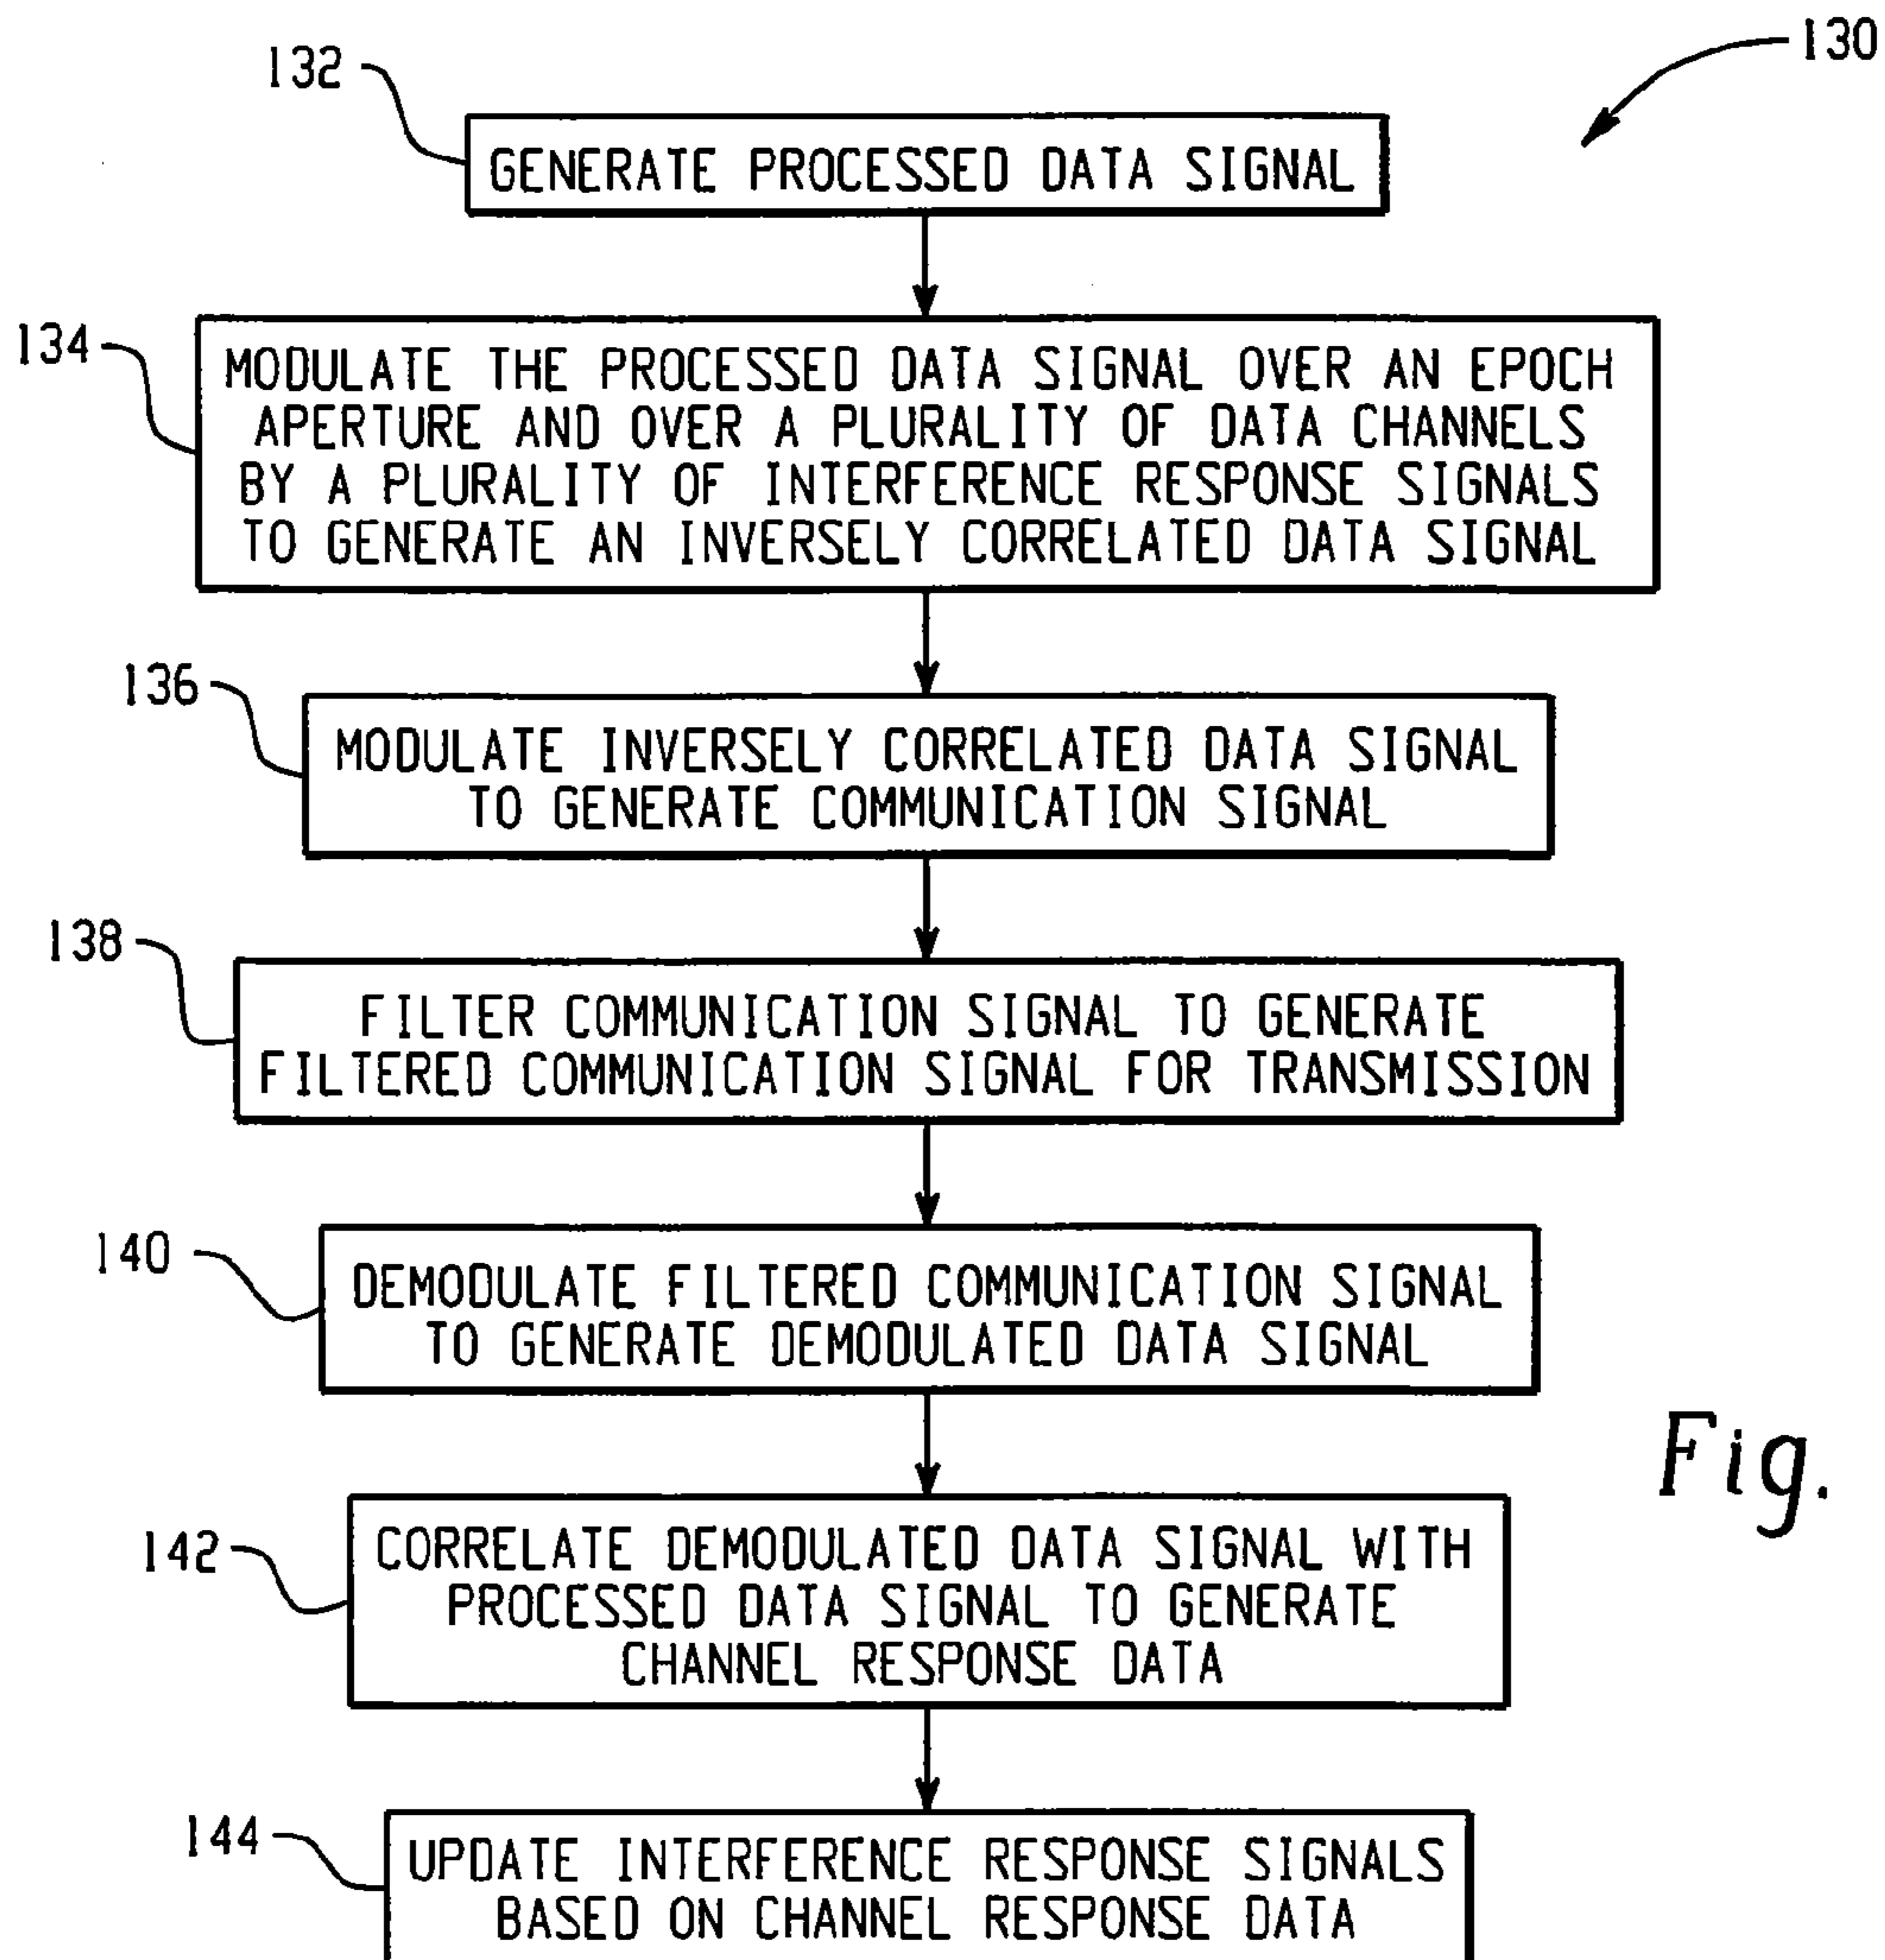 130
132
GENERATE PROCESSED DATA SIGNAL
134
MODULATE THE PROCESSED DATA SIGNAL OVER AN EPOCH
APERTURE AND OVER A PLURALITY OF DATA CHANNELS
BY A PLURALITY OF INTERFERENCE RESPONSE SIGNALS
TO GENERATE AN INVERSELY CORRELATED DATA SIGNAL
136
MODULATE INVERSELY CORRELATED DATA SIGNAL
TO GENERATE COMMUNICATION SIGNAL
138
FILTER COMMUNICATION SIGNAL TO GENERATE
FILTERED COMMUNICATION SIGNAL FOR TRANSMISSION
140
DEMODULATE FILTERED COMMUNICATION SIGNAL
TO GENERATE DEMODULATED DATA SIGNAL
Fig.
142
CORRELATE DEMODULATED DATA SIGNAL WITH
PROCESSED DATA SIGNAL TO GENERATE
CHANNEL RESPONSE DATA
144
UPDATE INTERFERENCE RESPONSE SIGNALS
BASED ON CHANNEL RESPONSE DATA